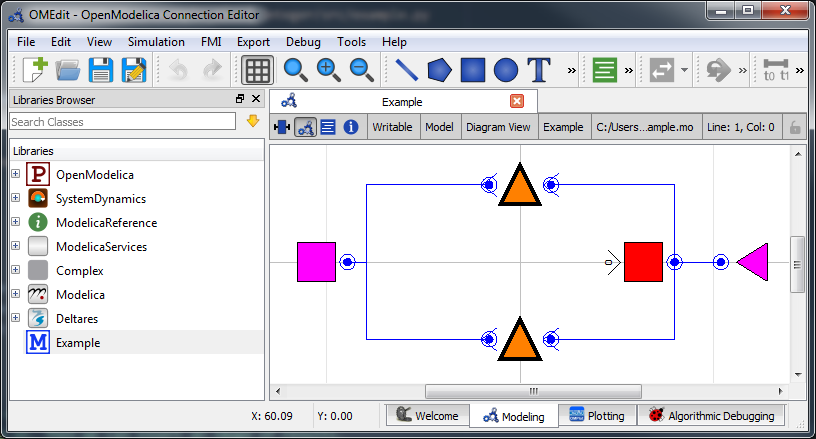 OMEdit - OpenModelica Connection Editor
File Edit View Simulation FMI Export Debug Tools Help
T » » » t0 t1 »
Libraries Browser
Example
Search Classes
Writable Model Diagram View Example C:/Users...ample.mo Line: 1, Col: 0
Libraries
P OpenModelica
SystemDynamics
i ModelicaReference
ModelicaServices
Complex
Modelica
Deltares
M Example
X: 60.09 Y: 0.00 Welcome Modeling Plotting Algorithmic Debugging